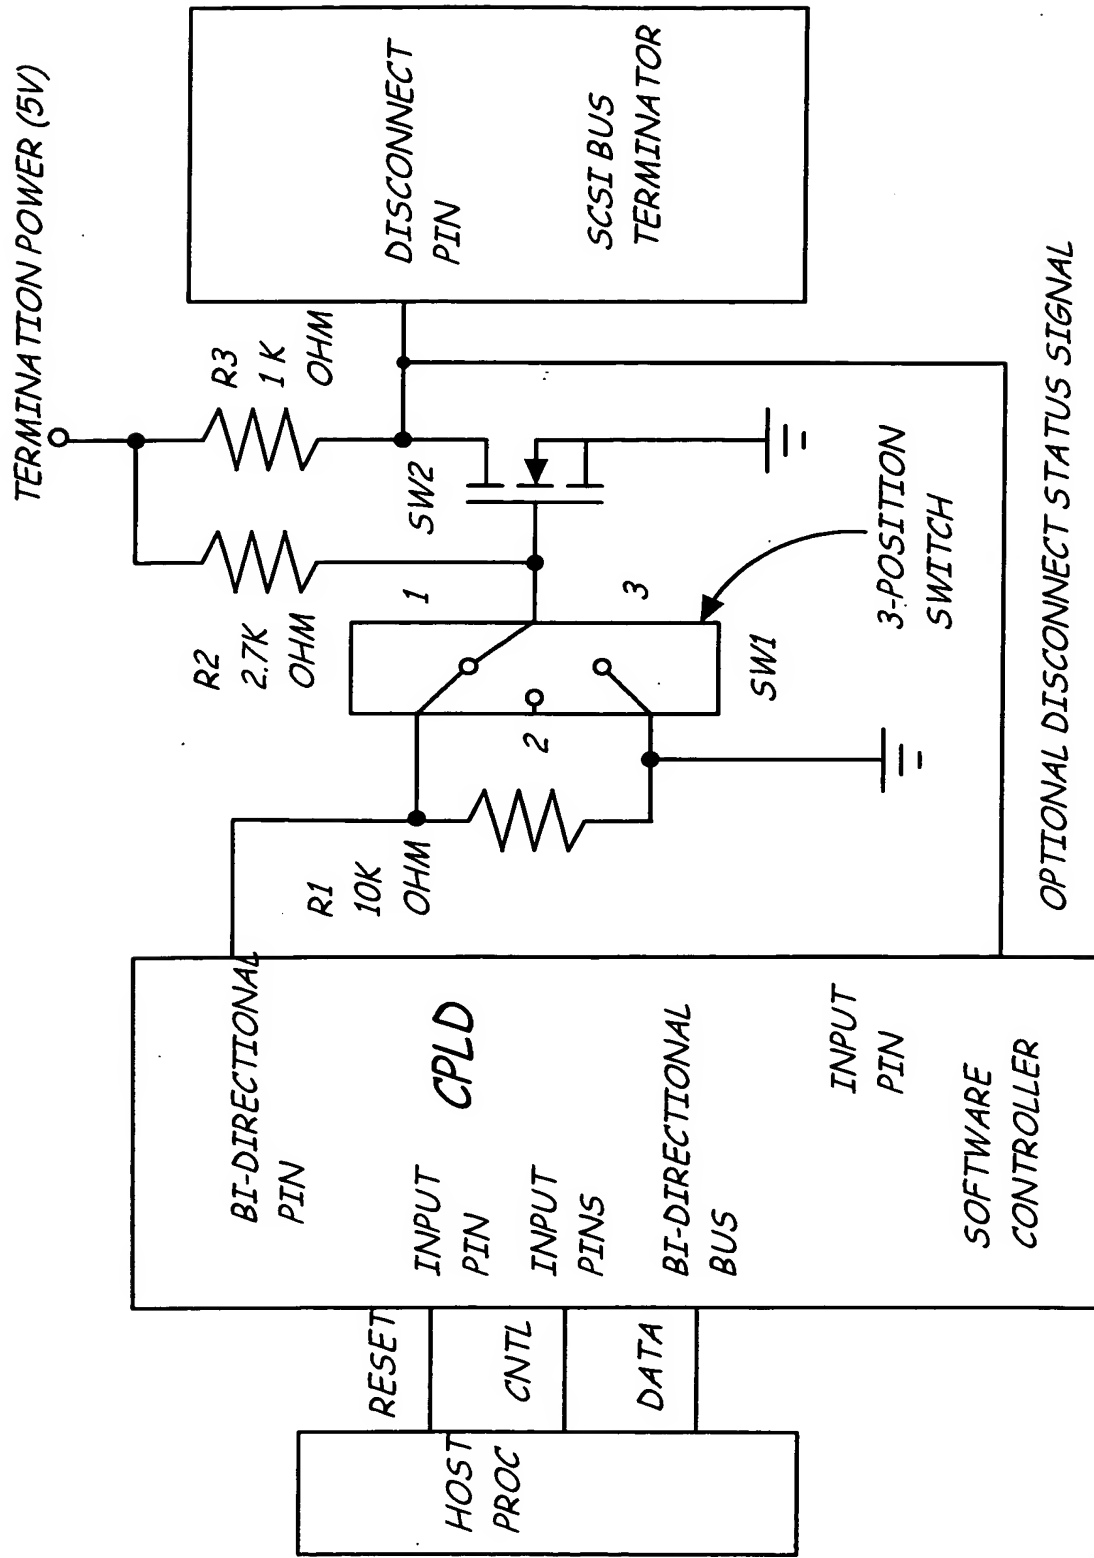 TERMINATION POWER (5V)
R3
1 K
OHM
R2
2.7K
OHM
R1
10K
OHM
1
2
3
SW2
SW1
3-POSITION
SWITCH
DISCONNECT
PIN
SCSI BUS
TERMINATOR
BI-DIRECTIONAL
PIN
CPLD
INPUT
PIN
INPUT
PINS
BI-DIRECTIONAL
BUS
INPUT
PIN
SOFTWARE
CONTROLLER
RESET
CNTL
DATA
HOST
PROC
OPTIONAL DISCONNECT STATUS SIGNAL